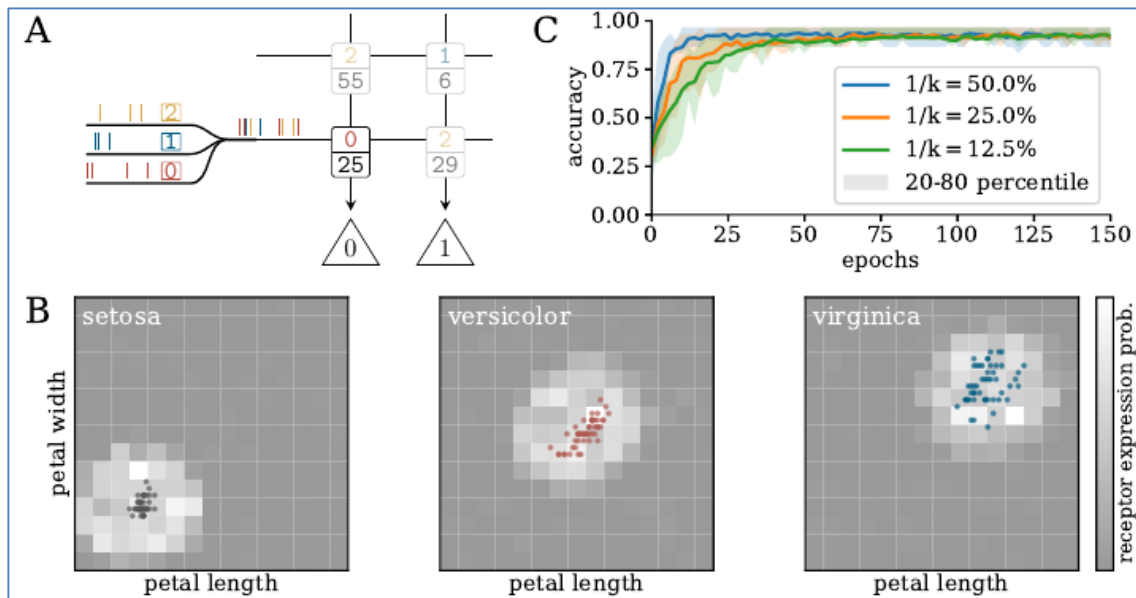 A
2
55
1
6
2
1
0
0
25
2
29
0
1
C
accuracy
1.00
0.75
0.50
0.25
0.00
1/k = 50.0%
1/k = 25.0%
1/k = 12.5%
20-80 percentile
0 25 50 75 100 125 150
epochs
B
setosa
versicolor
virginica
petal width
petal length
petal length
petal length
receptor expression prob.